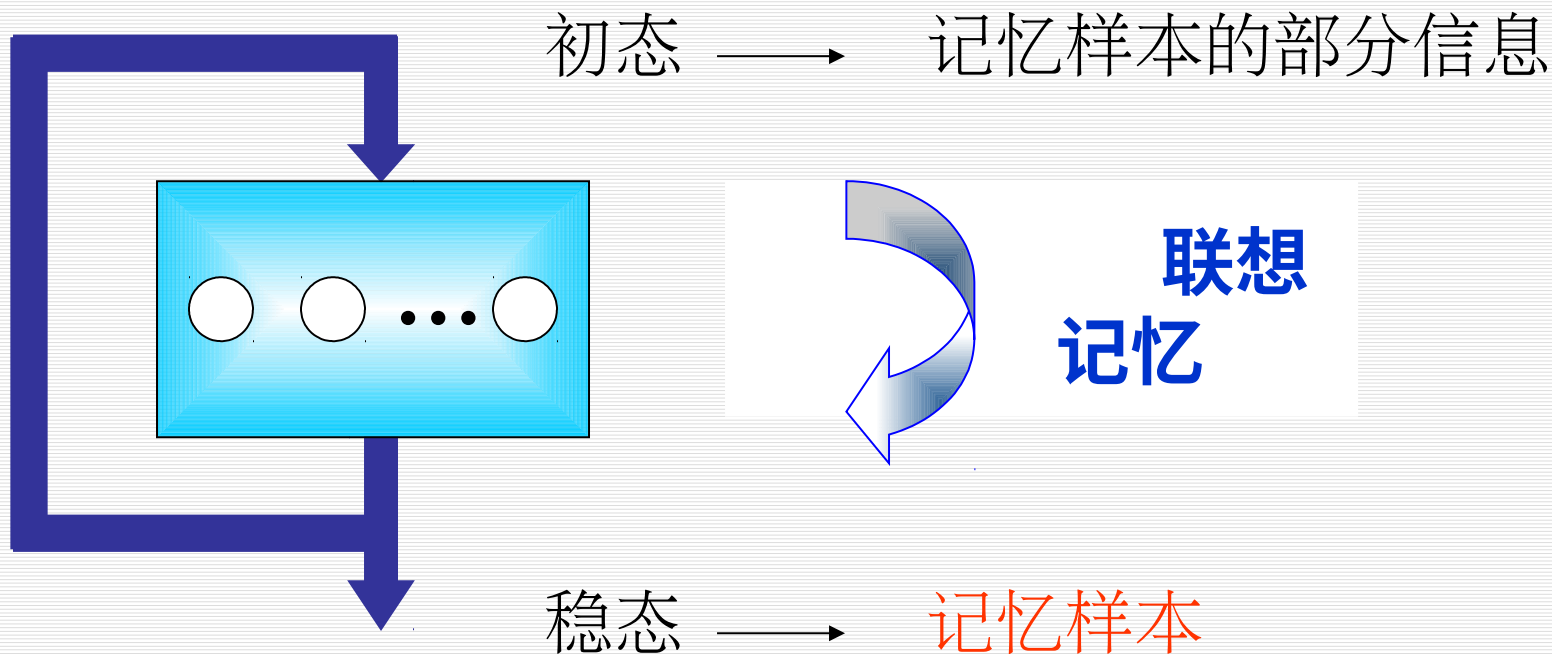 初态 → 记忆样本的部分信息
联想
记忆
稳态 → 记忆样本